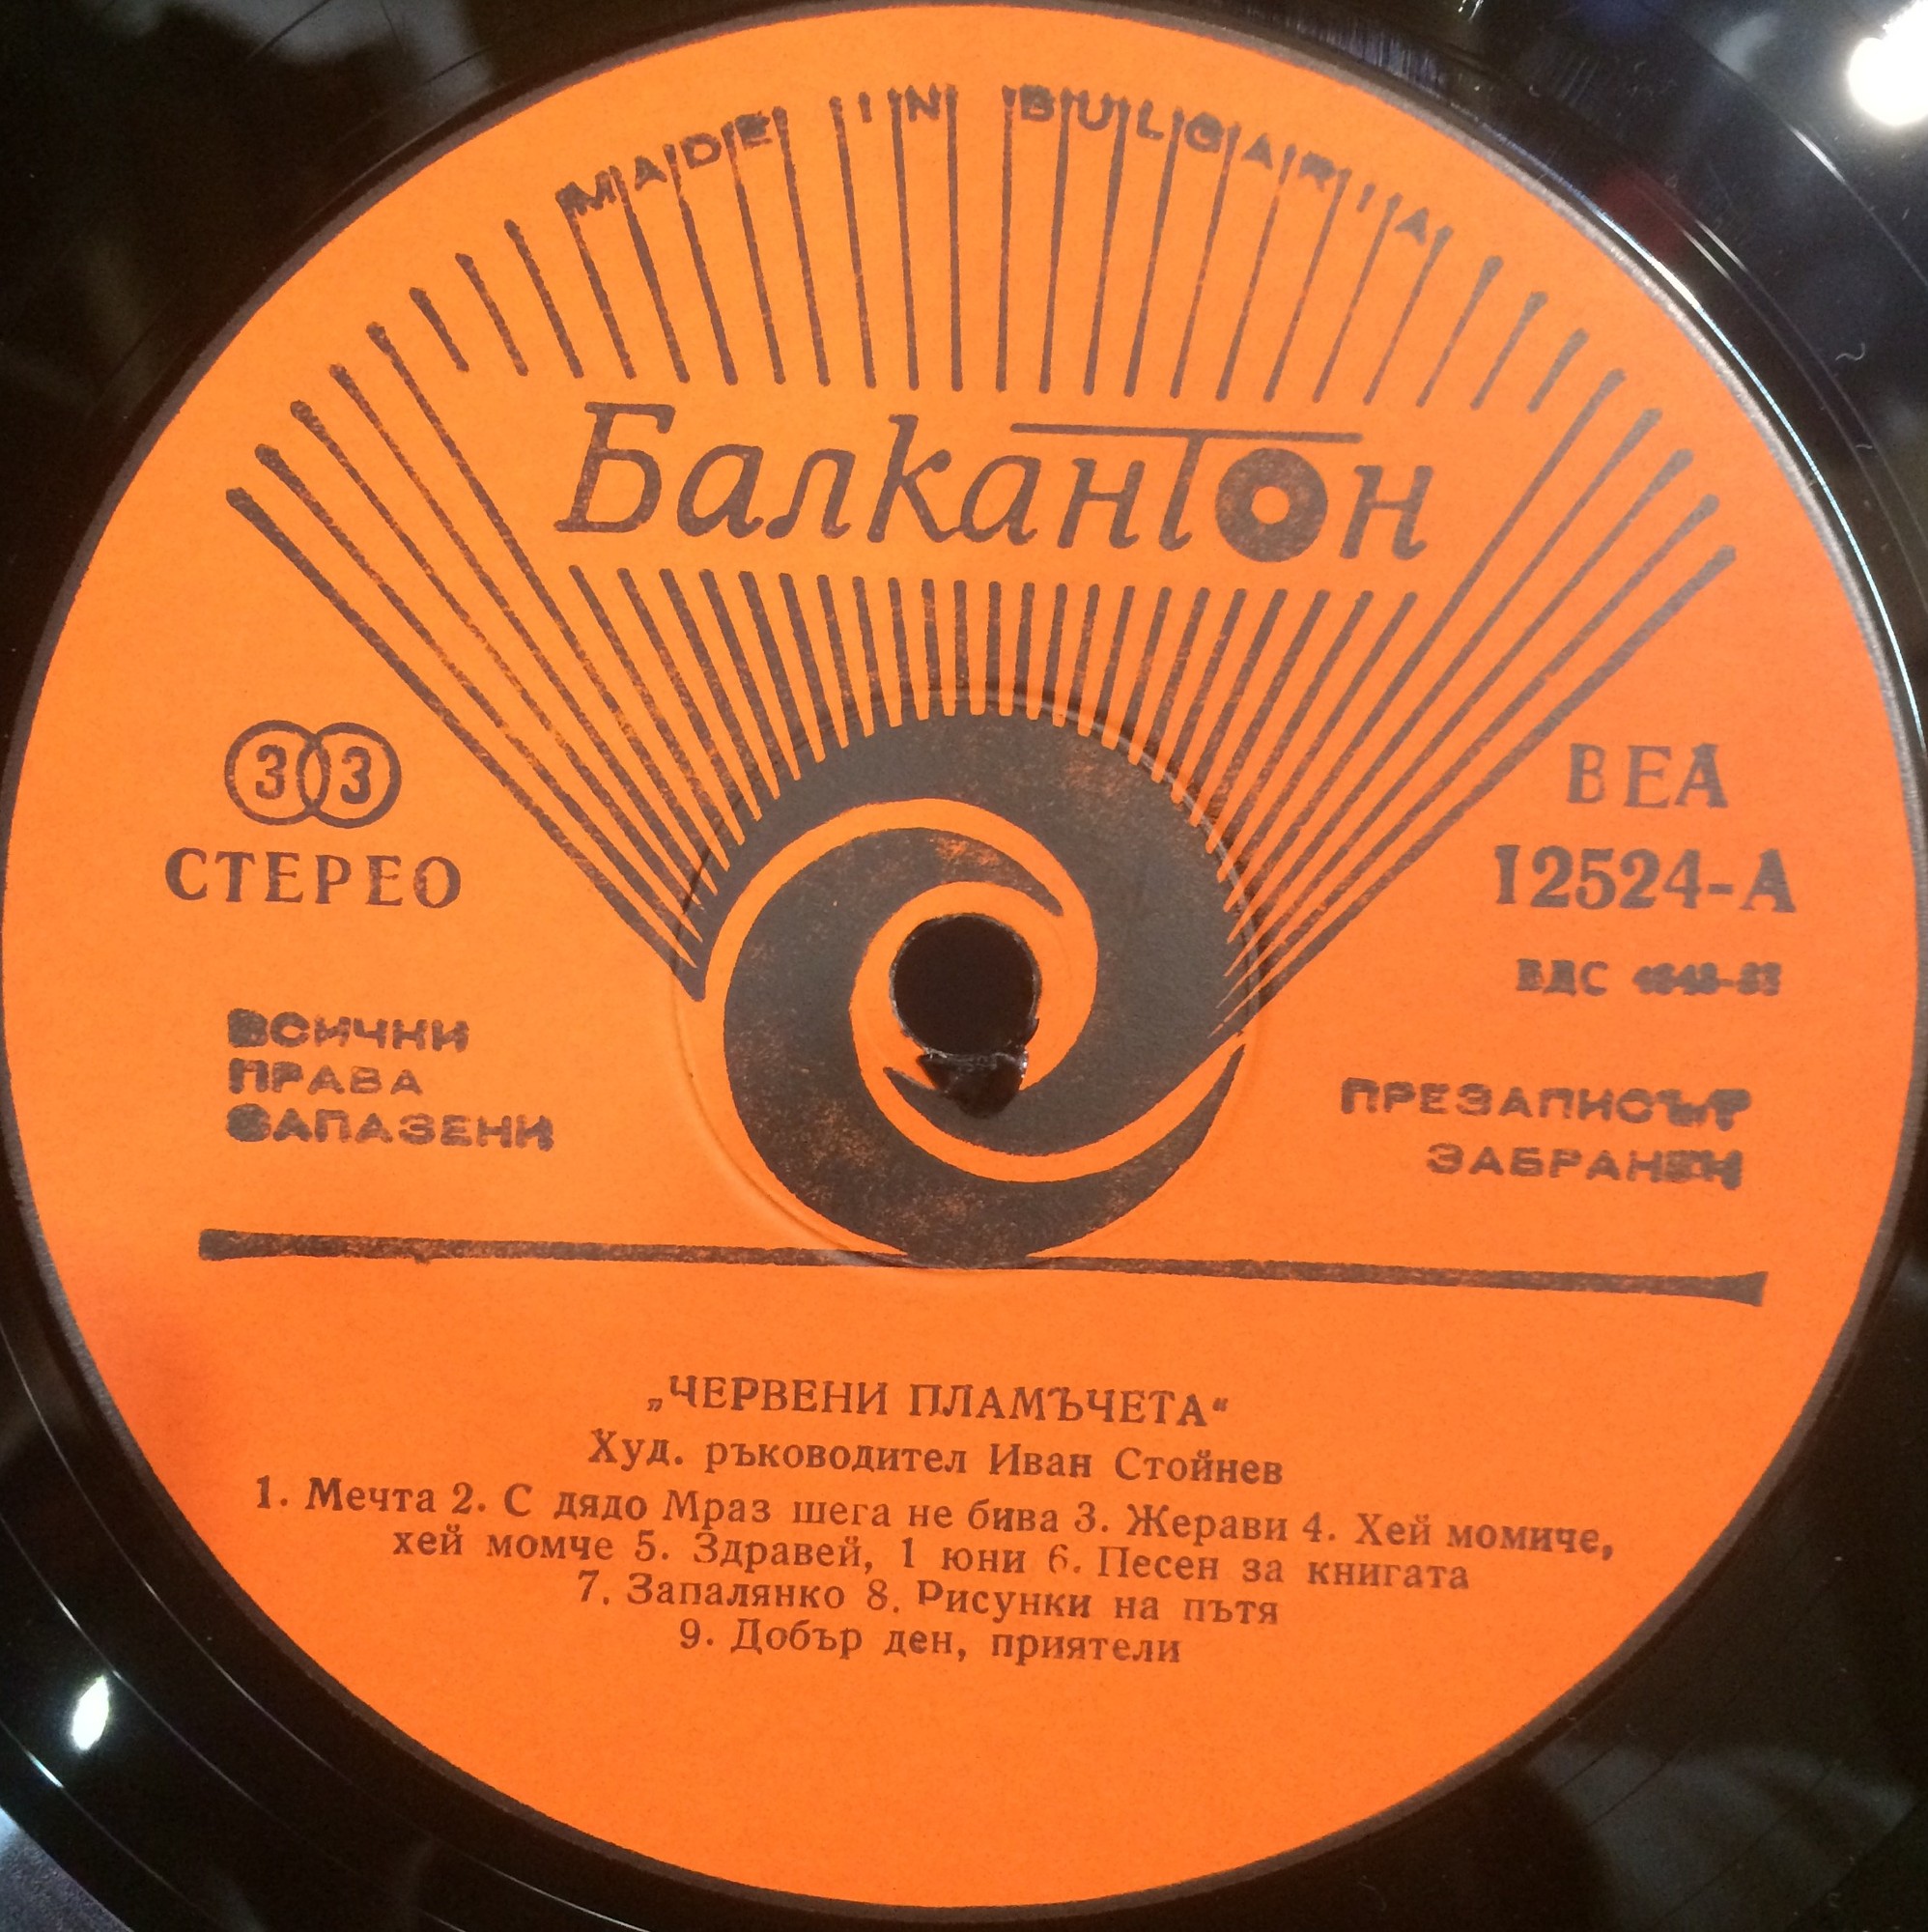 MADE IN BULGARIA
Балкантон
33
СТЕРЕО
ВЕА
12524-А
БДС
ВСИЧКИ
ПРАВА
ЗАПАЗЕНИ
ПРЕЗАПИСЪТ
ЗАБРАНЕН
„ЧЕРВЕНИ ПЛАМЪЧЕТА“
Худ. ръководител Иван Стойнев
1. Мечта 2. С дядо Мраз шега не бива 3. Жерави 4. Хей момиче,
хей момче 5. Здравей, 1 юни 6. Песен за книгата
7. Запалянко 8. Рисунки на пътя
9. Добър ден, приятели